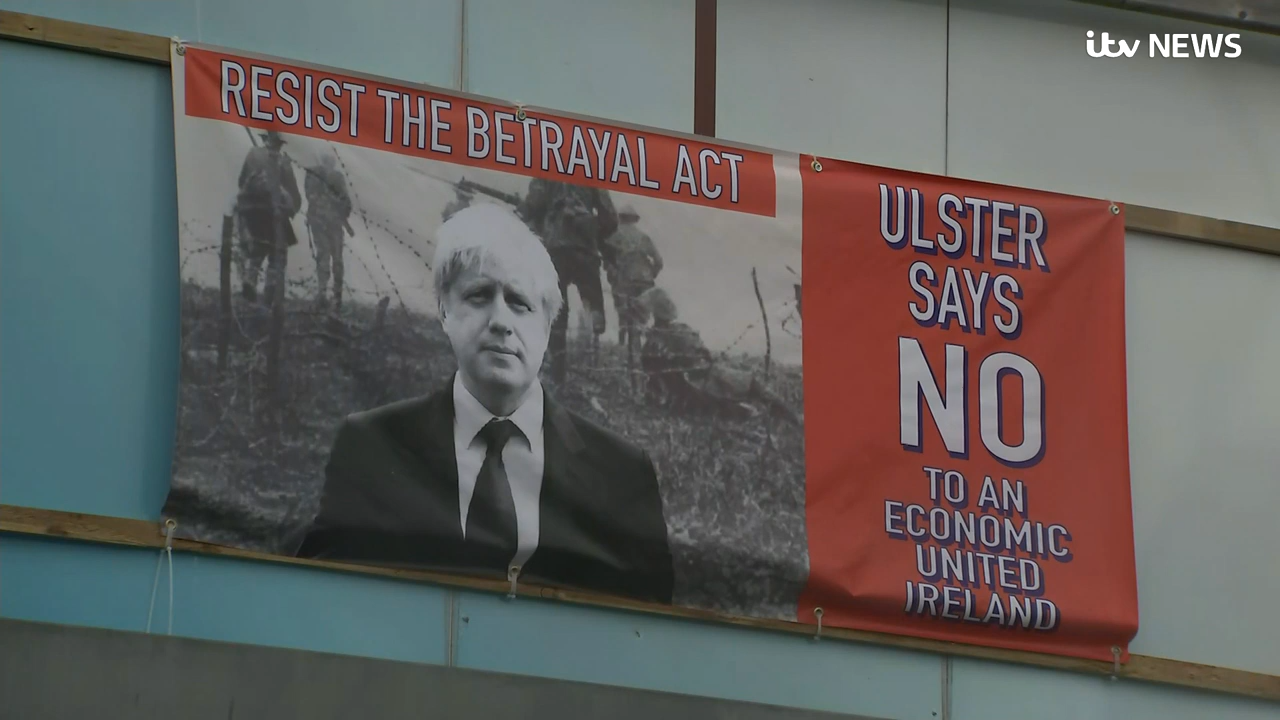 itv NEWS
RESIST THE BETRAYAL ACT
ULSTER
SAYS
NO
TO AN
ECONOMIC
UNITED
IRELAND